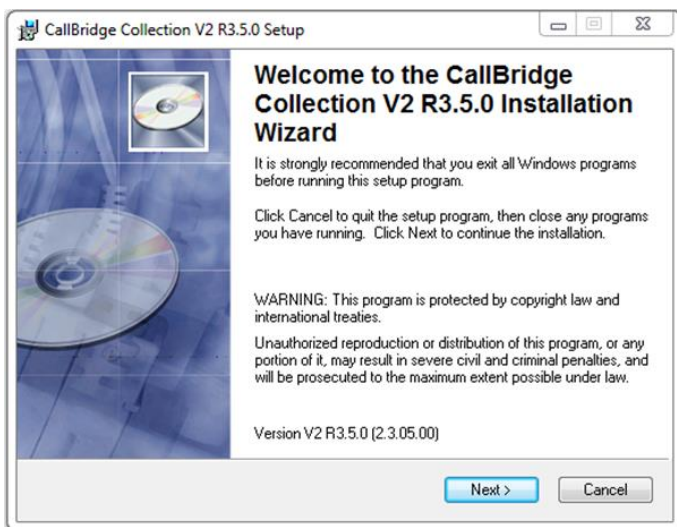 CallBridge Collection V2 R3.5.0 Setup
Welcome to the CallBridge
Collection V2 R3.5.0 Installation
Wizard
It is strongly recommended that you exit all Windows programs
before running this setup program.
Click Cancel to quit the setup program, then close any programs
you have running.  Click Next to continue the installation.
WARNING: This program is protected by copyright law and
international treaties.
Unauthorized reproduction or distribution of this program, or any
portion of it, may result in severe civil and criminal penalties, and
will be prosecuted to the maximum extent possible under law.
Version V2 R3.5.0 (2.3.05.00)
Next >
Cancel